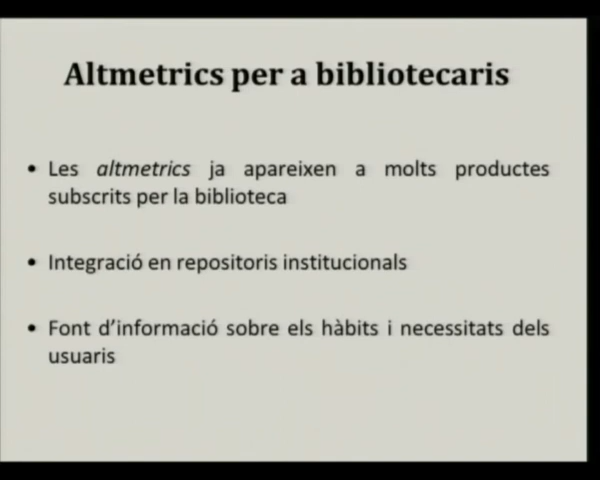 Altmetrics per a bibliotecaris
• Les altmetrics ja apareixen a molts productes
subscrits per la biblioteca
• Integració en repositoris institucionals
• Font d'informació sobre els hàbits i necessitats dels
usuaris